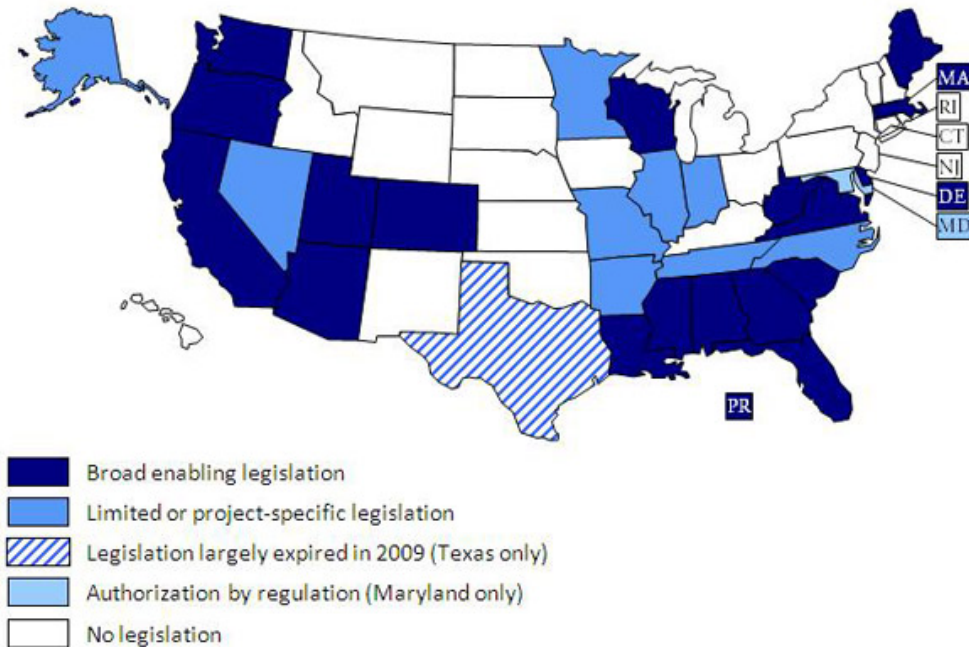 MA
RI
CT
NJ
DE
MD
PR
Broad enabling legislation
Limited or project-specific legislation
Legislation largely expired in 2009 (Texas only)
Authorization by regulation (Maryland only)
No legislation